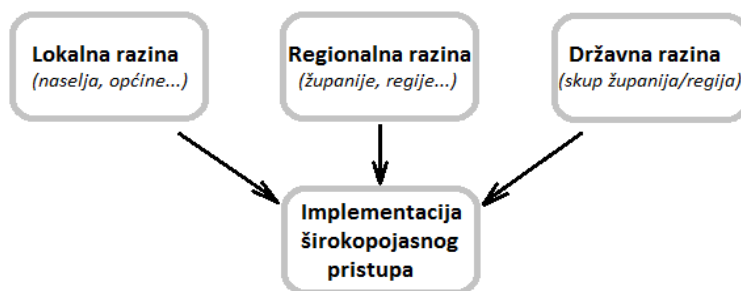 Lokalna razina
(naselja, općine...)
Regionalna razina
(županije, regije...)
Državna razina
(skup županija/regija)
Implementacija
širokopojasnog
pristupa